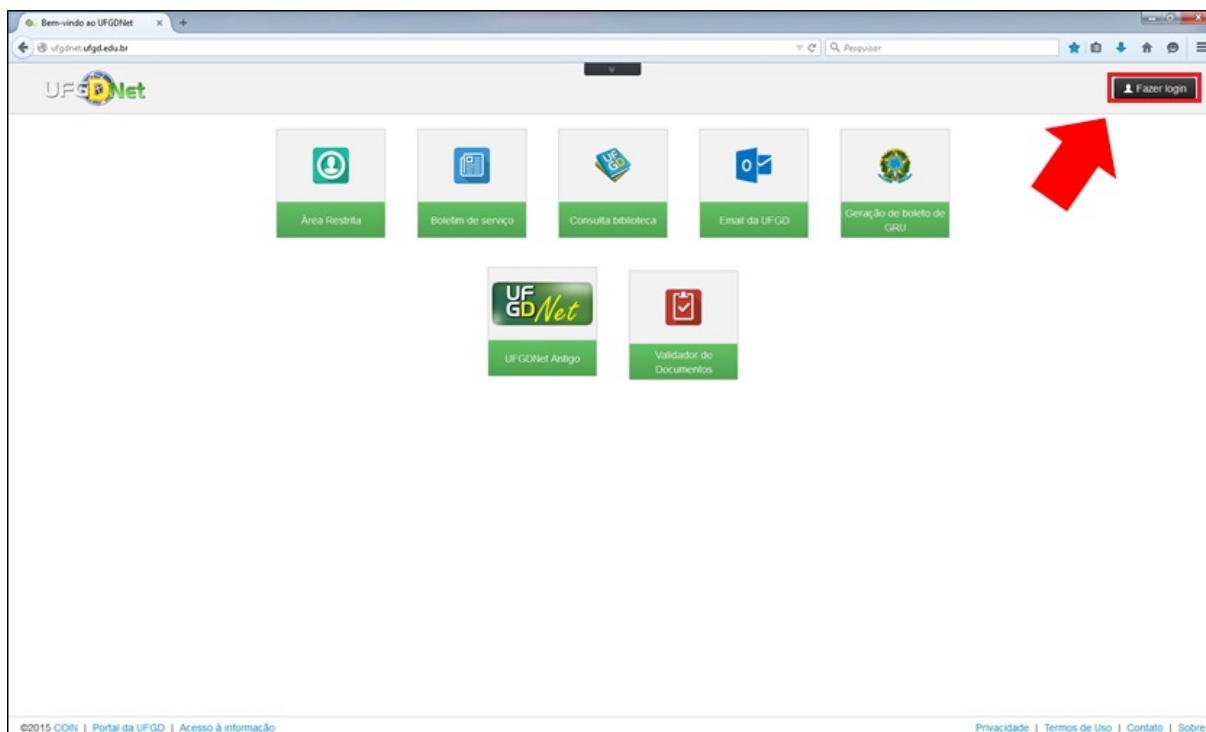 Bem-vindo ao UFGDNet
ufgdnet.ufgd.edu.br
Pesquisar
UFGDNet
Fazer login
UFGD
Área Restrita
Boletim de serviço
Consulta biblioteca
Email da UFGD
Geração de boleto de
GRU
UF
GDNet
UFGDNet Antigo
Validador de
Documentos
©2015 COIN | Portal da UFGD | Acesso à informação
Privacidade | Termos de Uso | Contato | Sobre